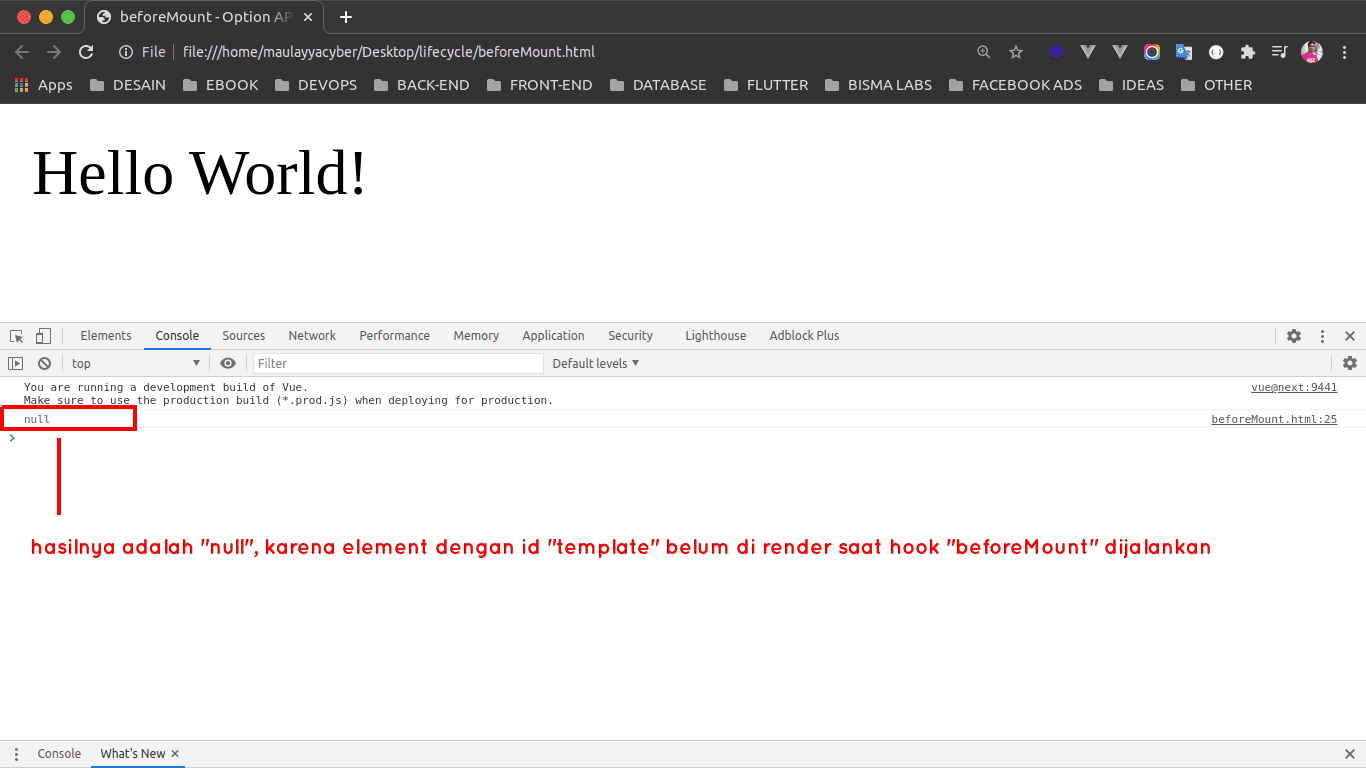 beforeMount - Option AP
File file:///home/maulayyacyber/Desktop/lifecycle/beforeMount.html
Apps DESAIN EBOOK DEVOPS BACK-END FRONT-END DATABASE FLUTTER BISMA LABS FACEBOOK ADS IDEAS OTHER
Hello World!
Elements Console Sources Network Performance Memory Application Security Lighthouse Adblock Plus
top Filter Default levels
You are running a development build of Vue. vue@next:9441
Make sure to use the production build (*.prod.js) when deploying for production.
null beforeMount.html:25
hasilnya adalah "null", karena element dengan id "template" belum di render saat hook "beforeMount" dijalankan
Console What's New